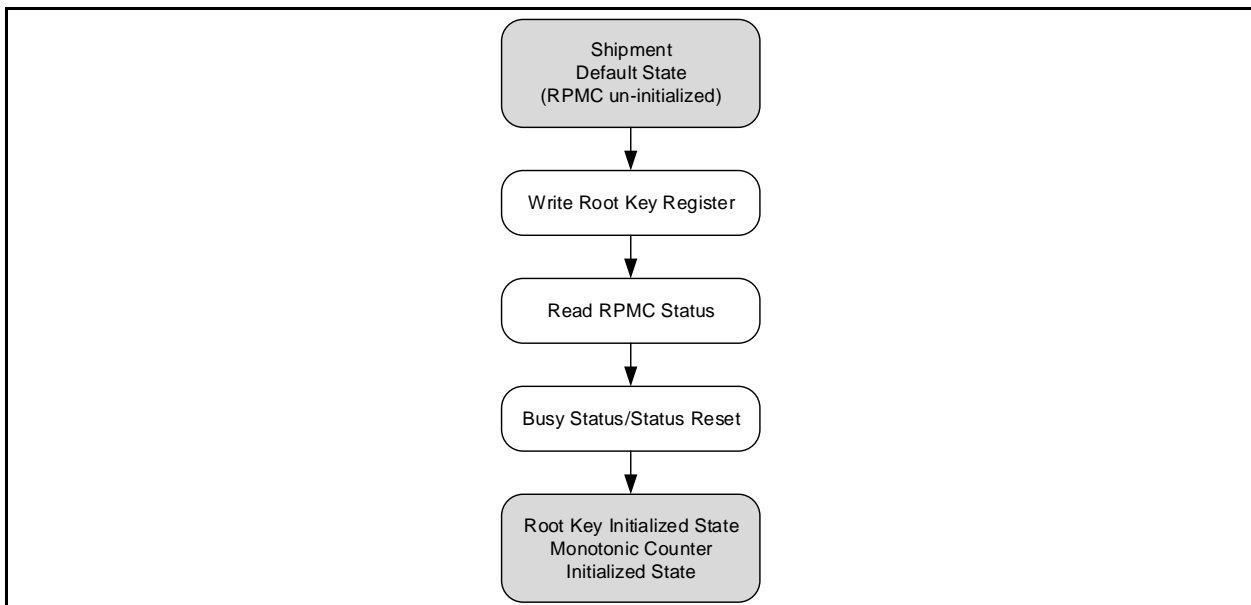 Shipment
Default State
(RPMC un-initialized)
Write Root Key Register
Read RPMC Status
Busy Status/Status Reset
Root Key Initialized State
Monotonic Counter
Initialized State